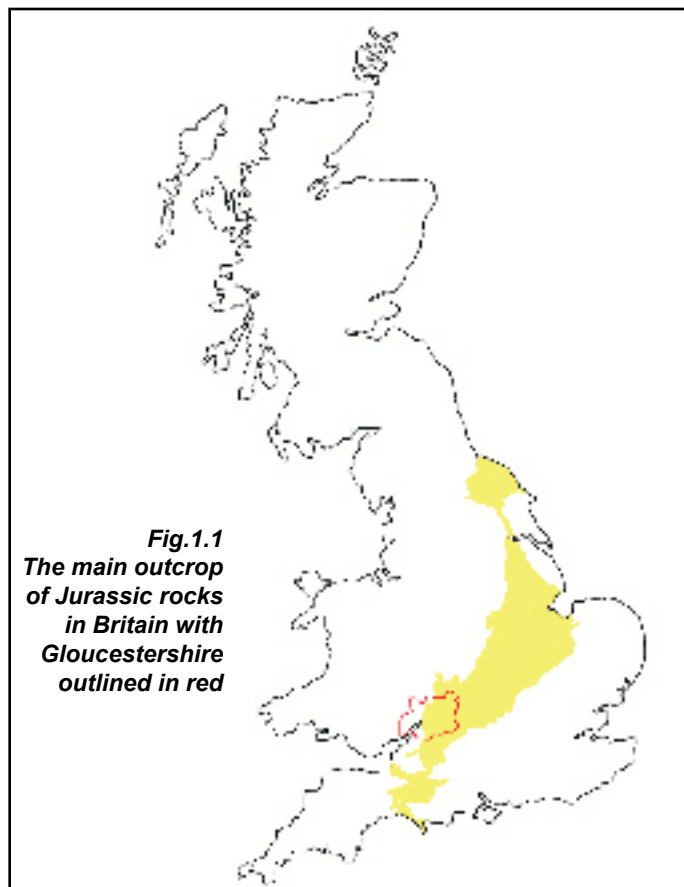 Fig.1.1
The main outcrop
of Jurassic rocks
in Britain with
Gloucestershire
outlined in red